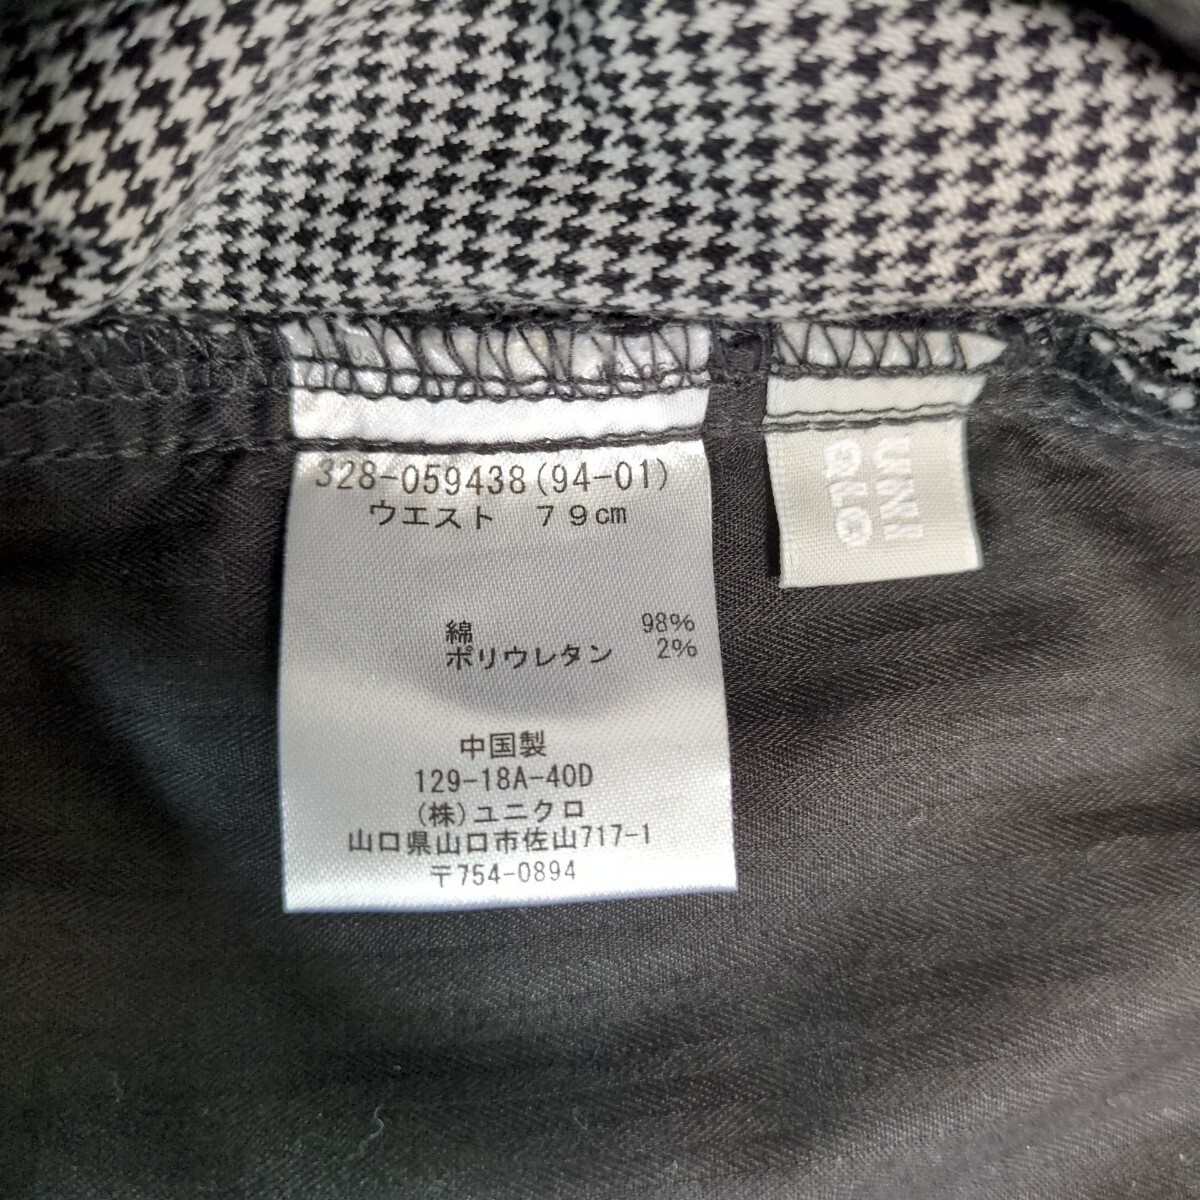 328-059438(94-01)
ウエスト 79cm
綿 98%
ポリウレタン 2%
中国製
129-18A-40D
(株)ユニクロ
山口県山口市佐山717-1
〒754-0894
UNI
QLO